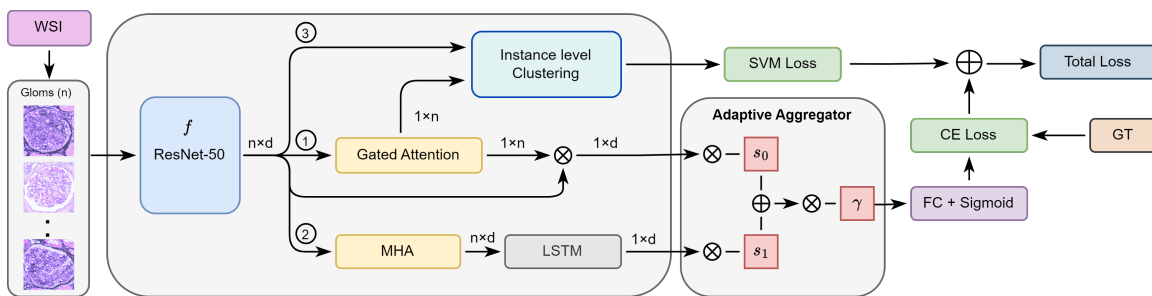 WSI
Gloms (n)
f
ResNet-50
n×d
③
①
②
Instance level
Clustering
1×n
Gated Attention
1×n
1×d
MHA
n×d
LSTM
1×d
SVM Loss
Adaptive Aggregator
s₀
s₁
γ
Total Loss
CE Loss
GT
FC + Sigmoid